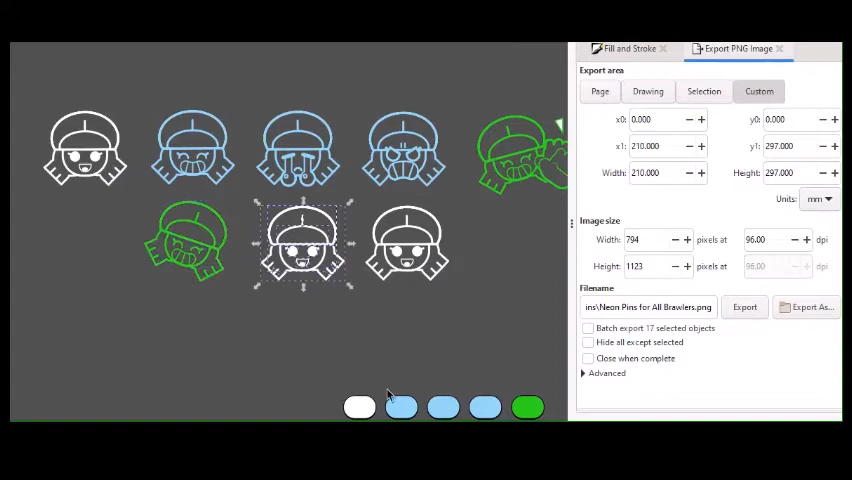 Fill and Stroke
Export PNG Image
Export area
Page Drawing Selection Custom
x0: 0.000 y0: 0.000
x1: 210.000 y1: 297.000
Width: 210.000 Height: 297.000
Units: mm
Image size
Width: 794 pixels at 96.00 dpi
Height: 1123 pixels at 96.00 dpi
Filename
ins\Neon Pins for All Brawlers.png Export Export As...
Batch export 17 selected objects
Hide all except selected
Close when complete
Advanced